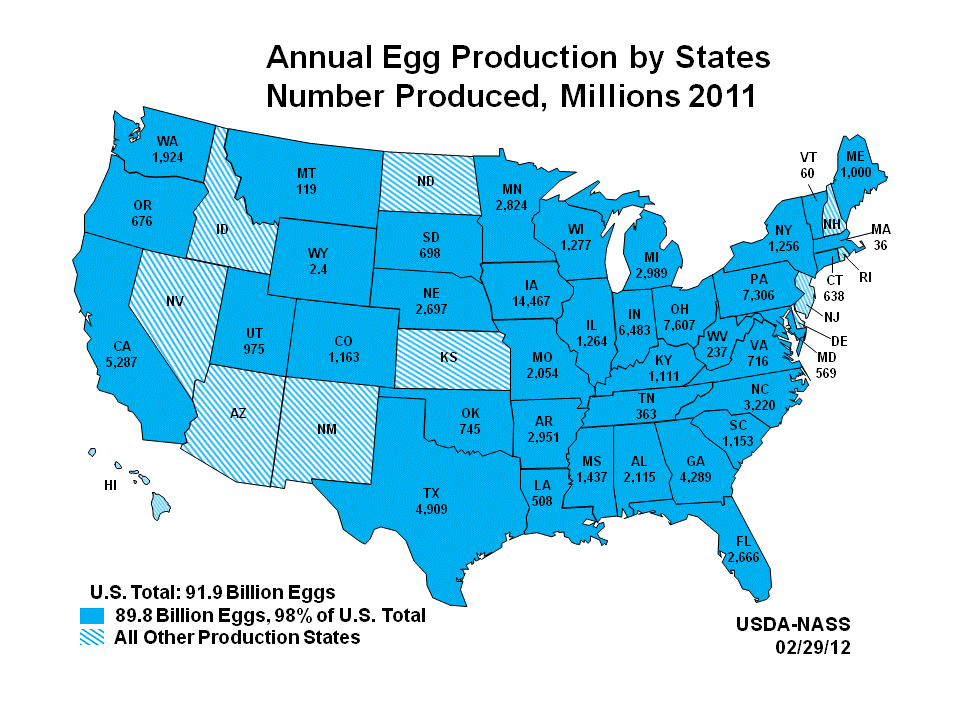 Annual Egg Production by States
Number Produced, Millions 2011
WA
1,924
OR
676
CA
5,287
ID
NV
MT
119
WY
2.4
UT
975
CO
1,163
AZ
NM
ND
SD
698
NE
2,697
KS
OK
745
TX
4,909
MN
2,824
IA
14,467
MO
2,054
AR
2,951
LA
508
WI
1,277
IL
1,264
MI
2,989
IN
6,483
OH
7,607
KY
1,111
TN
363
MS
1,437
AL
2,115
GA
4,289
FL
2,666
SC
1,153
NC
3,220
VA
716
WV
237
PA
7,306
NY
1,256
VT
60
NH
ME
1,000
MA
36
RI
CT
638
NJ
DE
MD
569
HI
U.S. Total: 91.9 Billion Eggs
89.8 Billion Eggs, 98% of U.S. Total
All Other Production States
USDA-NASS
02/29/12